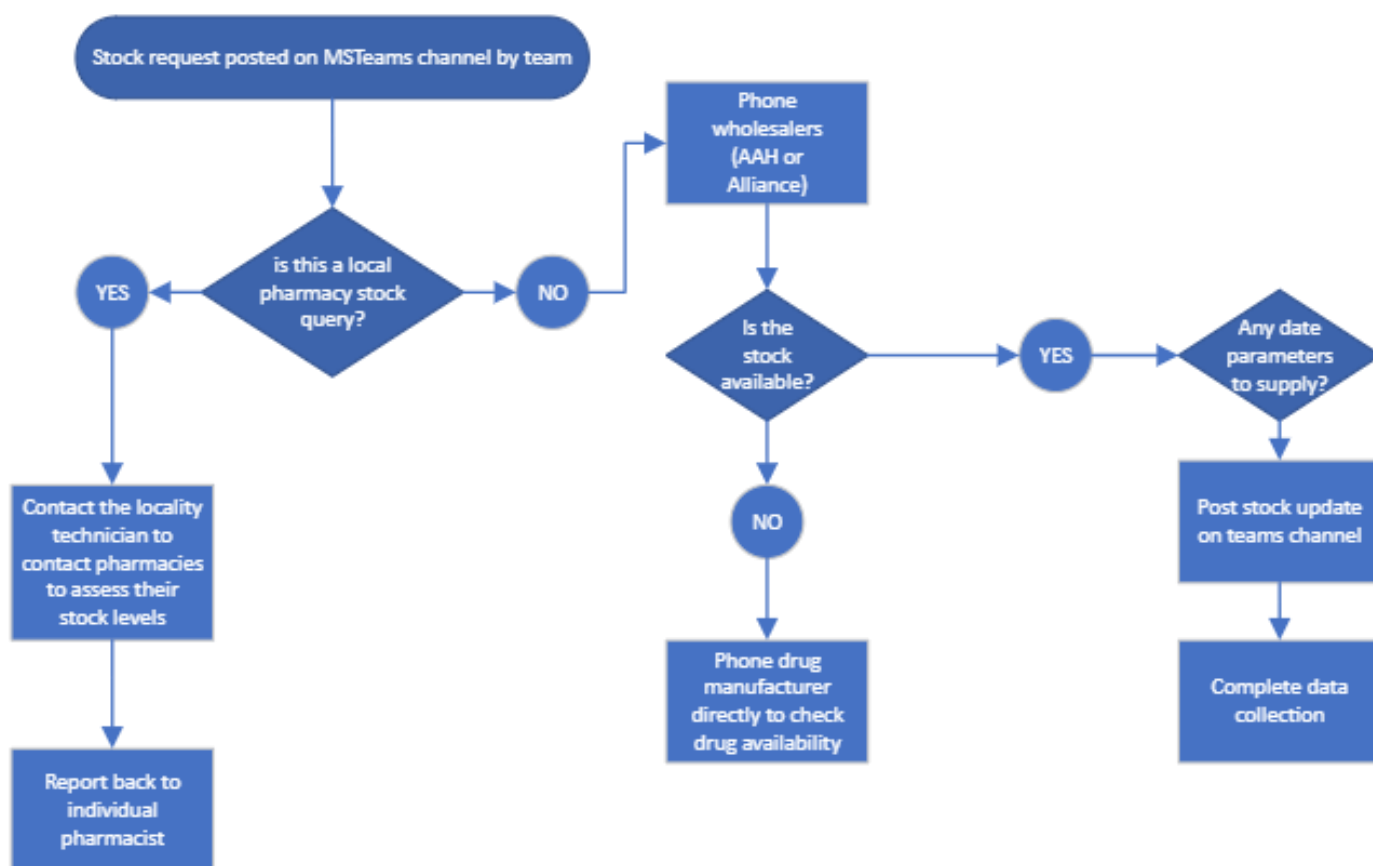 Stock request posted on MSTeams channel by team
is this a local
pharmacy stock
query?
YES
NO
Phone
wholesalers
(AAH or
Alliance)
Is the
stock
available?
YES
Any date
parameters
to supply?
NO
Contact the locality
technician to
contact pharmacies
to assess their
stock levels
Report back to
individual
pharmacist
Phone drug
manufacturer
directly to check
drug availability
Post stock update
on teams channel
Complete data
collection